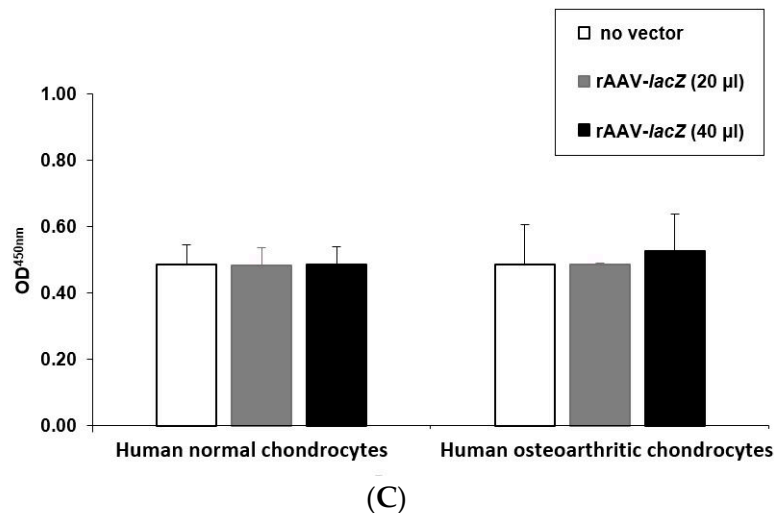 no vector
rAAV-lacZ (20 µl)
rAAV-lacZ (40 µl)
1.00
0.80
0.60
0.40
0.20
0.00
OD450nm
Human normal chondrocytes
Human osteoarthritic chondrocytes
(C)